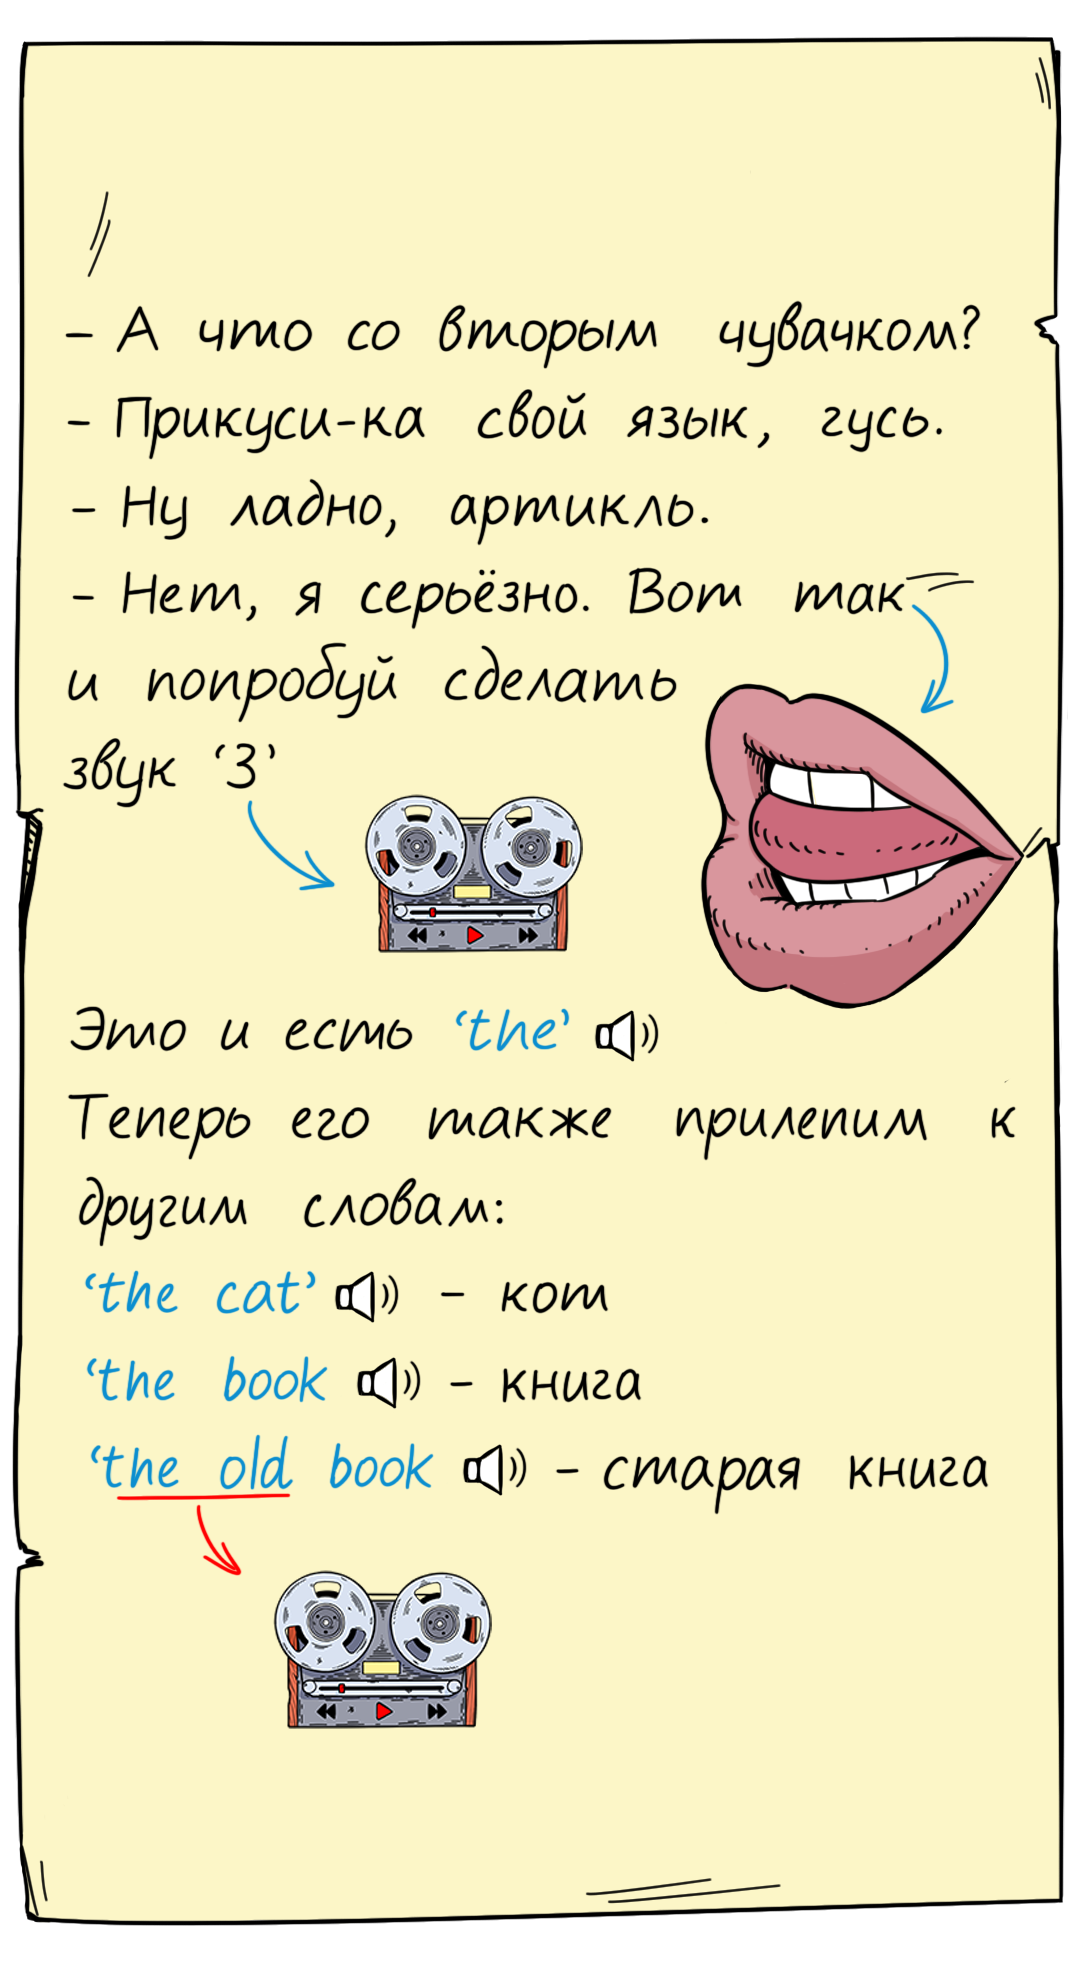 - А что со вторым чувачком?
- Прикуси-ка свой язык, гусь.
- Ну ладно, артикль.
- Нет, я серьёзно. Вот так
и попробуй сделать
звук ‘З’
Это и есть ‘the’
Теперь его также прилепим к
другим словам:
‘the cat’ - кот
‘the book - книга
‘the old book - старая книга